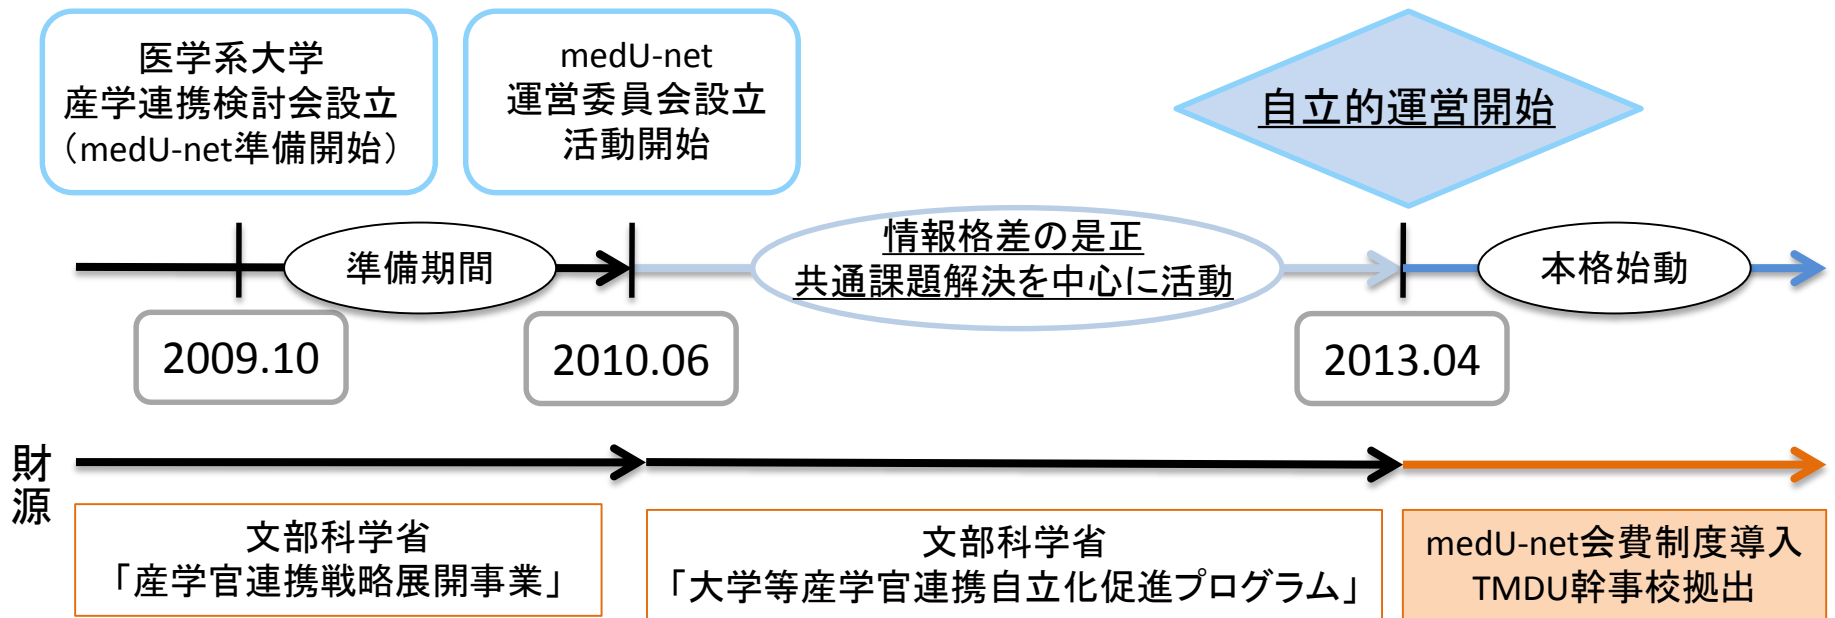 医学系大学
産学連携検討会設立
（medU-net準備開始）
medU-net
運営委員会設立
活動開始
自立的運営開始
準備期間
情報格差の是正
共通課題解決を中心に活動
本格始動
2009.10
2010.06
2013.04
財源
文部科学省
「産学官連携戦略展開事業」
文部科学省
「大学等産学官連携自立化促進プログラム」
medU-net会費制度導入
TMDU幹事校拠出